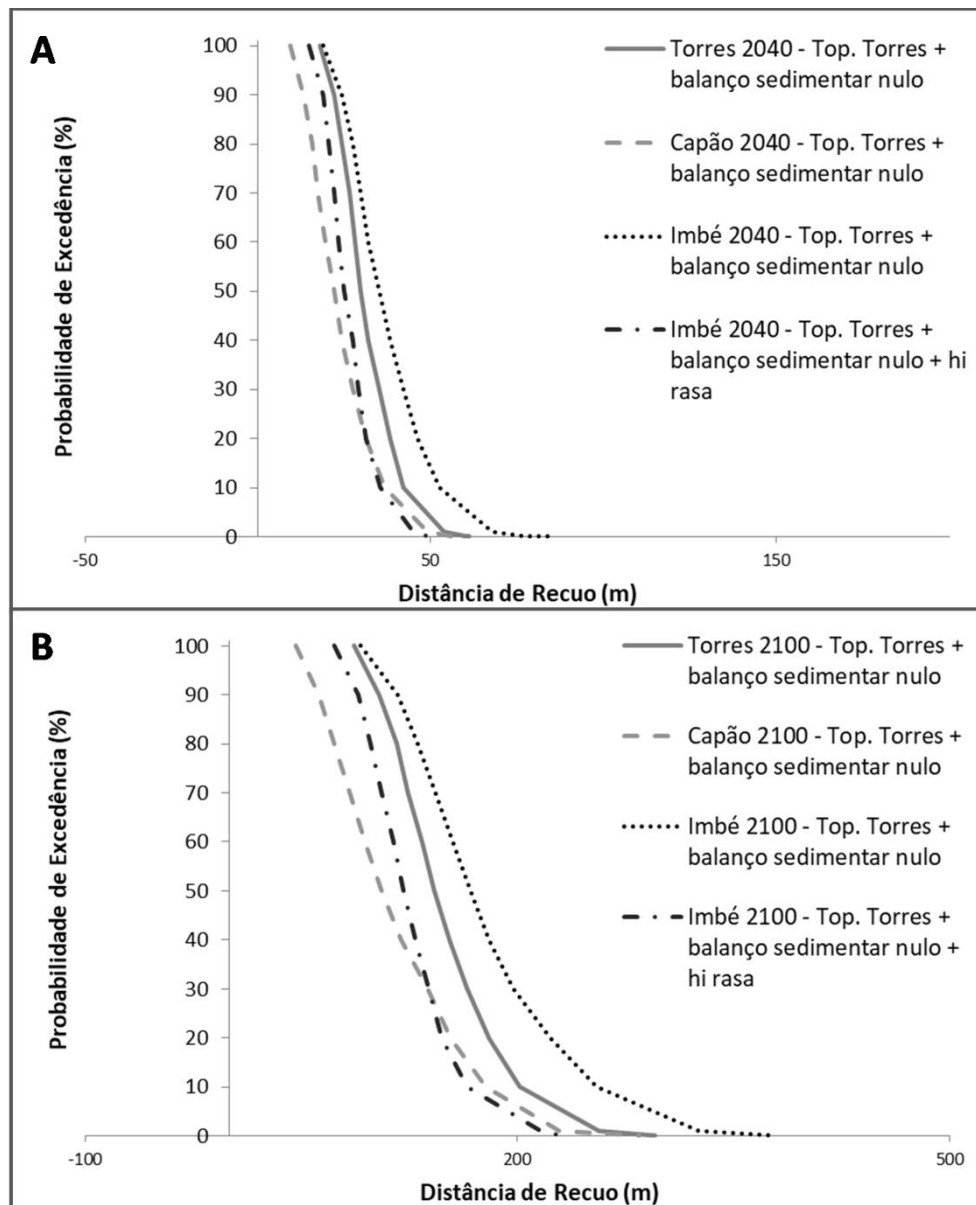 A
Probabilidade de Excedência (%)
100
90
80
70
60
50
40
30
20
10
0
-50
50
150
Distância de Recuo (m)
Torres 2040 - Top. Torres +
balanço sedimentar nulo
Capão 2040 - Top. Torres +
balanço sedimentar nulo
Imbé 2040 - Top. Torres +
balanço sedimentar nulo
Imbé 2040 - Top. Torres +
balanço sedimentar nulo + hi
rasa
B
Probabilidade de Excedência (%)
100
90
80
70
60
50
40
30
20
10
0
-100
200
500
Distância de Recuo (m)
Torres 2100 - Top. Torres +
balanço sedimentar nulo
Capão 2100 - Top. Torres +
balanço sedimentar nulo
Imbé 2100 - Top. Torres +
balanço sedimentar nulo
Imbé 2100 - Top. Torres +
balanço sedimentar nulo +
hi rasa